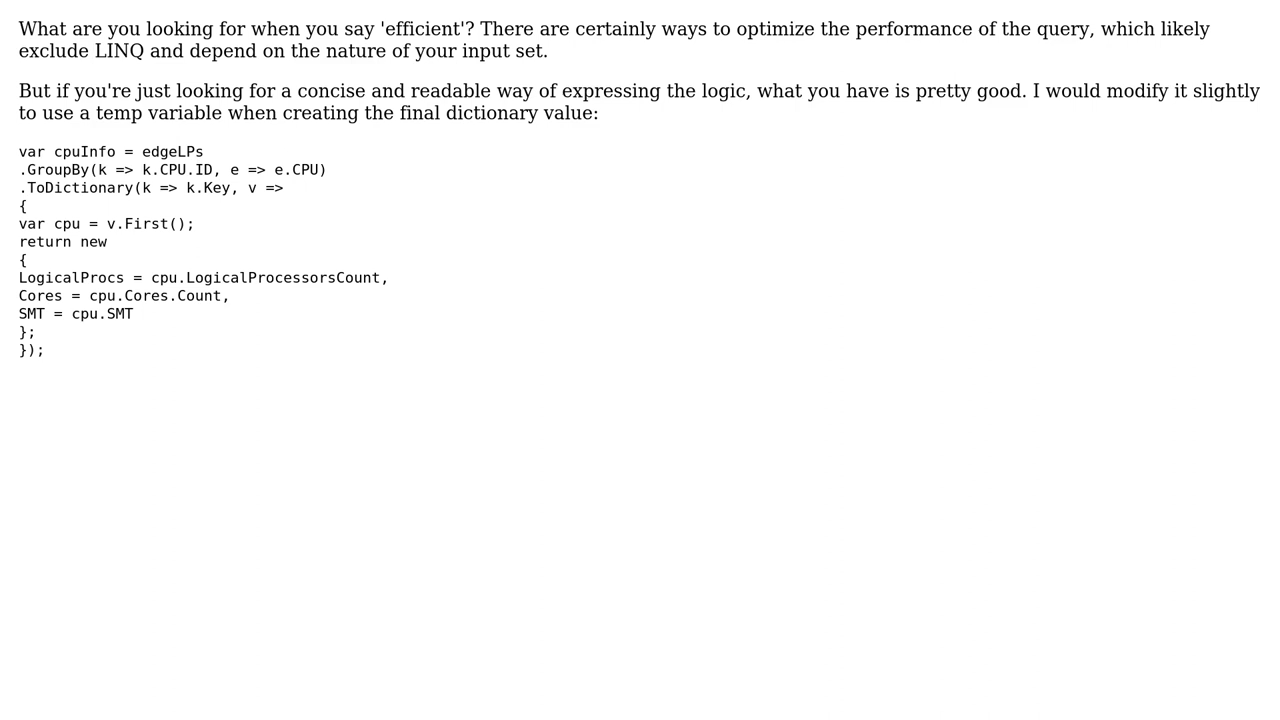 What are you looking for when you say 'efficient'? There are certainly ways to optimize the performance of the query, which likely
exclude LINQ and depend on the nature of your input set.
But if you're just looking for a concise and readable way of expressing the logic, what you have is pretty good. I would modify it slightly
to use a temp variable when creating the final dictionary value:
var cpuInfo = edgeLPs
.GroupBy(k => k.CPU.ID, e => e.CPU)
.ToDictionary(k => k.Key, v =>
{
var cpu = v.First();
return new
{
LogicalProcs = cpu.LogicalProcessorsCount,
Cores = cpu.Cores.Count,
SMT = cpu.SMT
};
});